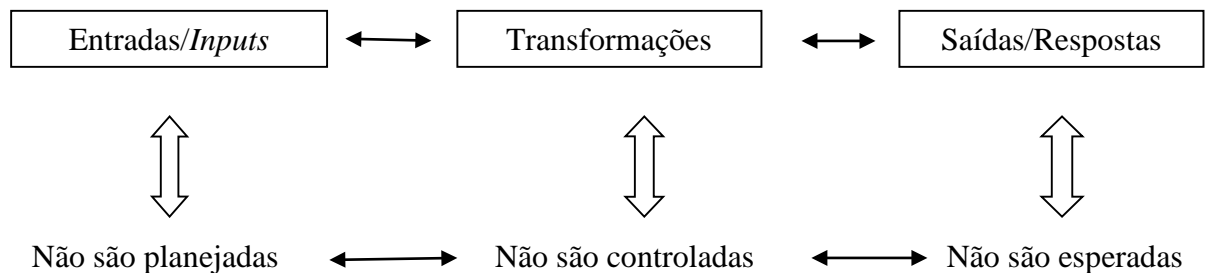 Entradas/Inputs
Transformações
Saídas/Respostas
Não são planejadas
Não são controladas
Não são esperadas